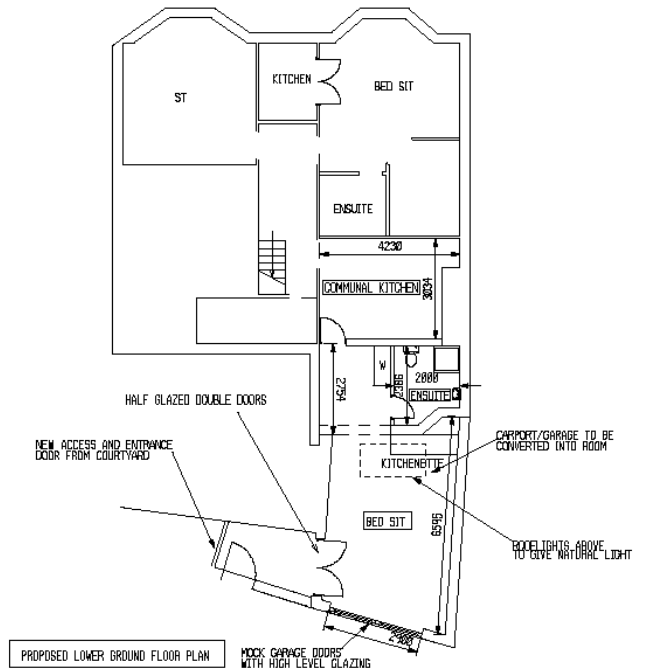 KITCHEN
ST
BED SIT
ENSUITE
4230
COMMUNAL KITCHEN
3034
W
2754
2386
2000
ENSUITE
HALF GLAZED DOUBLE DOORS
NEW ACCESS AND ENTRANCE
DOOR FROM COURTYARD
CARPORT/GARAGE TO BE
CONVERTED INTO ROOM
KITCHENETTE
BED SIT
6595
ROOFLIGHTS ABOVE
TO GIVE NATURAL LIGHT
2900
MOCK GARAGE DOORS
WITH HIGH LEVEL GLAZING
PROPOSED LOWER GROUND FLOOR PLAN